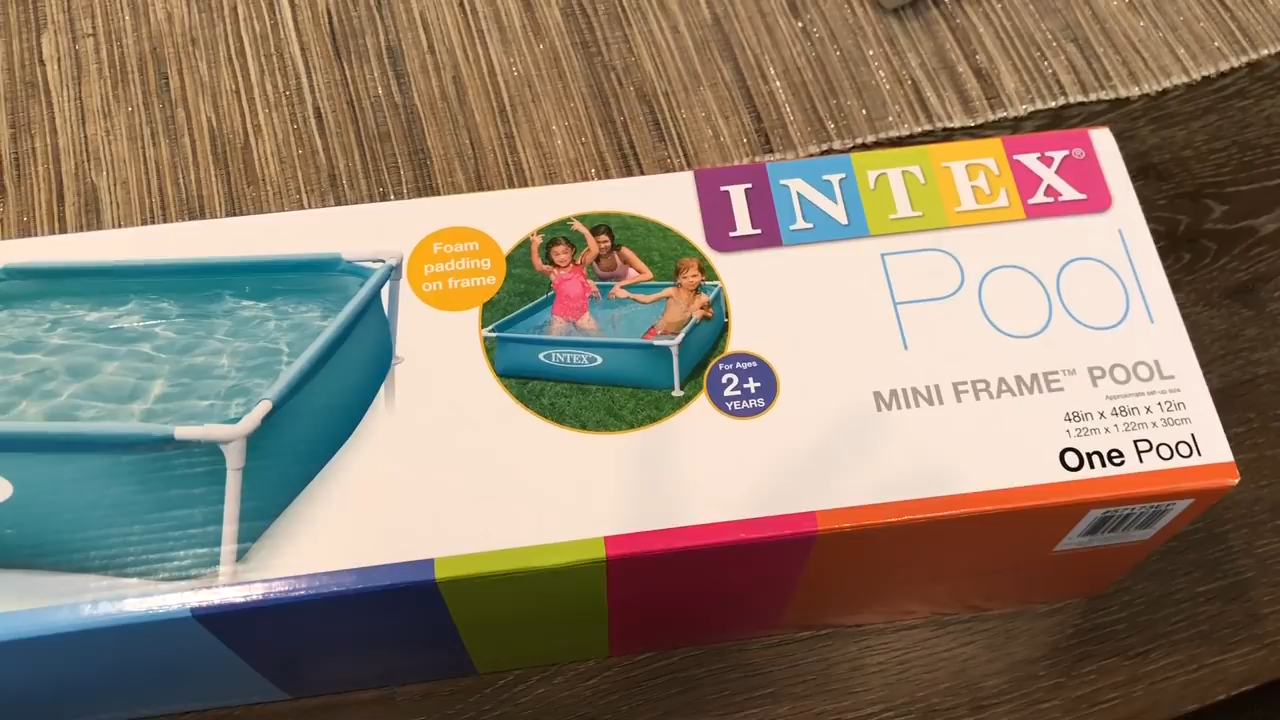 INTEX®
Pool
MINI FRAME™ POOL
Approximate set-up size
48in x 48in x 12in
1.22m x 1.22m x 30cm
One Pool
Foam
padding
on frame
INTEX
For Ages
2+
YEARS
#57173EP